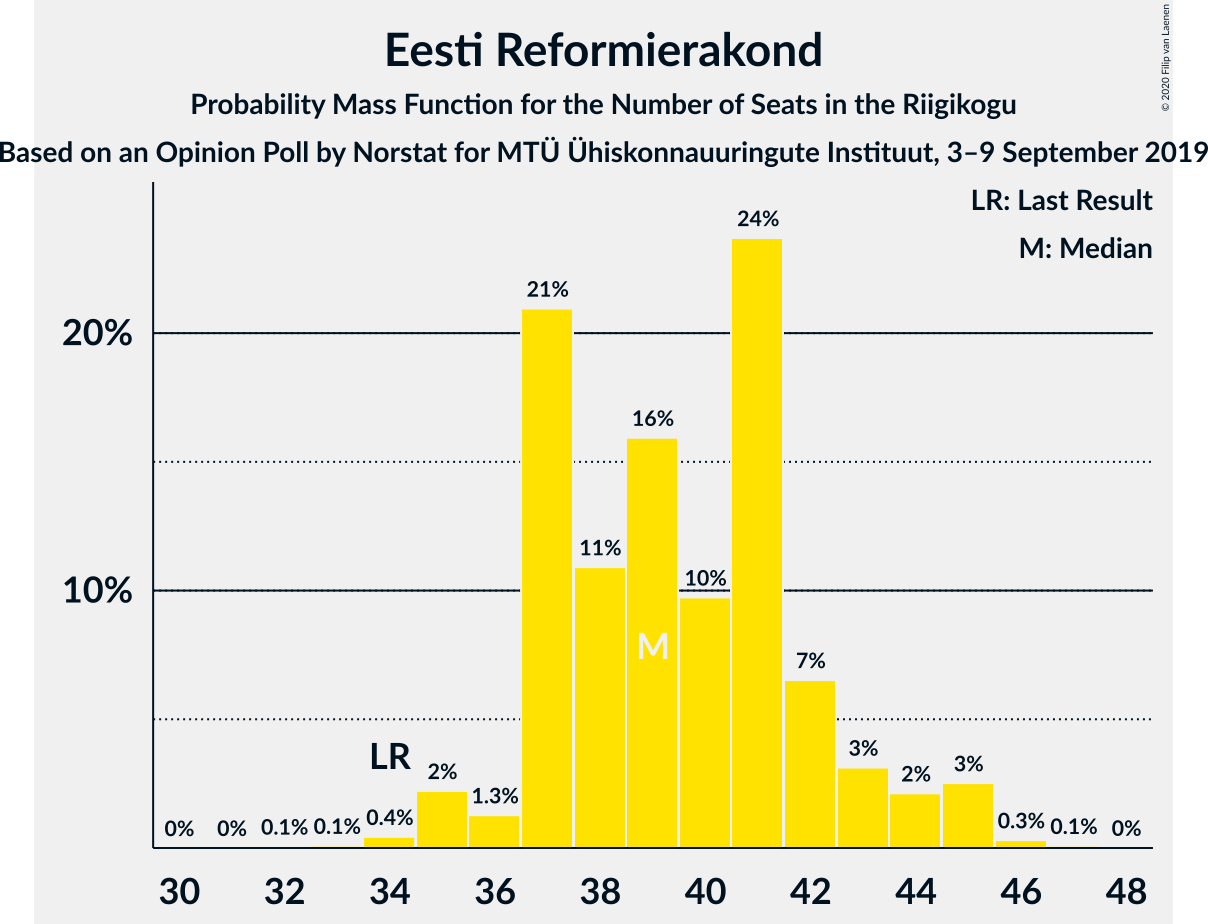 Eesti Reformierakond
Probability Mass Function for the Number of Seats in the Riigikogu
Based on an Opinion Poll by Norstat for MTÜ Ühiskonnauuringute Instituut, 3–9 September 2019
© 2020 Filip van Laenen
LR: Last Result
M: Median
20%
10%
0% 0% 0.1% 0.1% 0.4% 2% 1.3% 21% 11% 16% 10% 24% 7% 3% 2% 3% 0.3% 0.1% 0%
LR
M
30 32 34 36 38 40 42 44 46 48